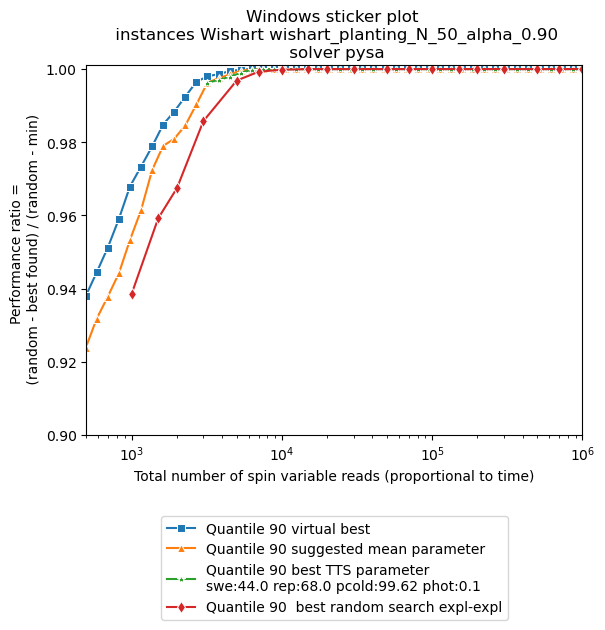 Windows sticker plot
instances Wishart wishart_planting_N_50_alpha_0.90
solver pysa
Performance ratio =
(random - best found) / (random - min)
1.00
0.98
0.96
0.94
0.92
0.90
10³ 10⁴ 10⁵ 10⁶
Total number of spin variable reads (proportional to time)
Quantile 90 virtual best
Quantile 90 suggested mean parameter
Quantile 90 best TTS parameter
swe:44.0 rep:68.0 pcold:99.62 phot:0.1
Quantile 90  best random search expl-expl